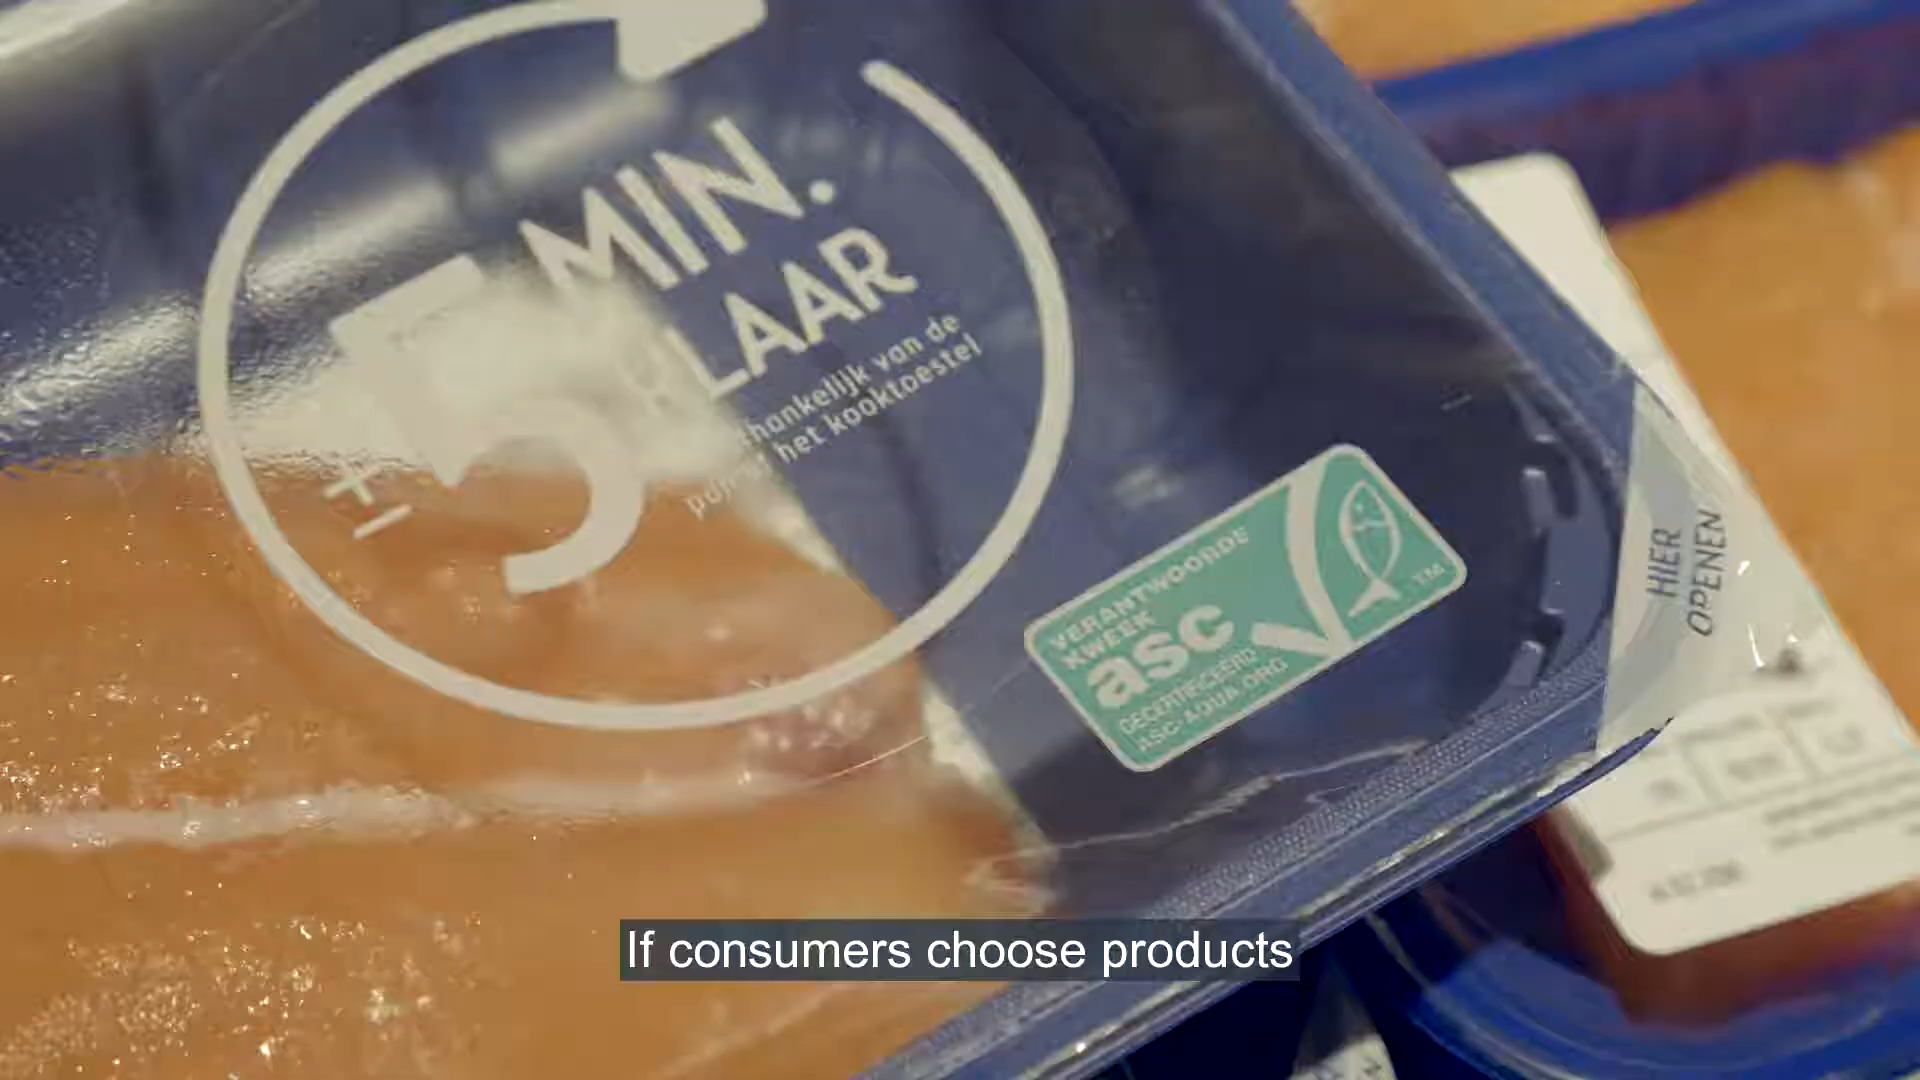 ± 5 MIN.
KLAAR
van de
het kooktoestel
VERANTWOORDE
KWEEK
asc
GECERTIFICEERD
ASC-AQUA.ORG
TM
HIER
OPENEN
If consumers choose products